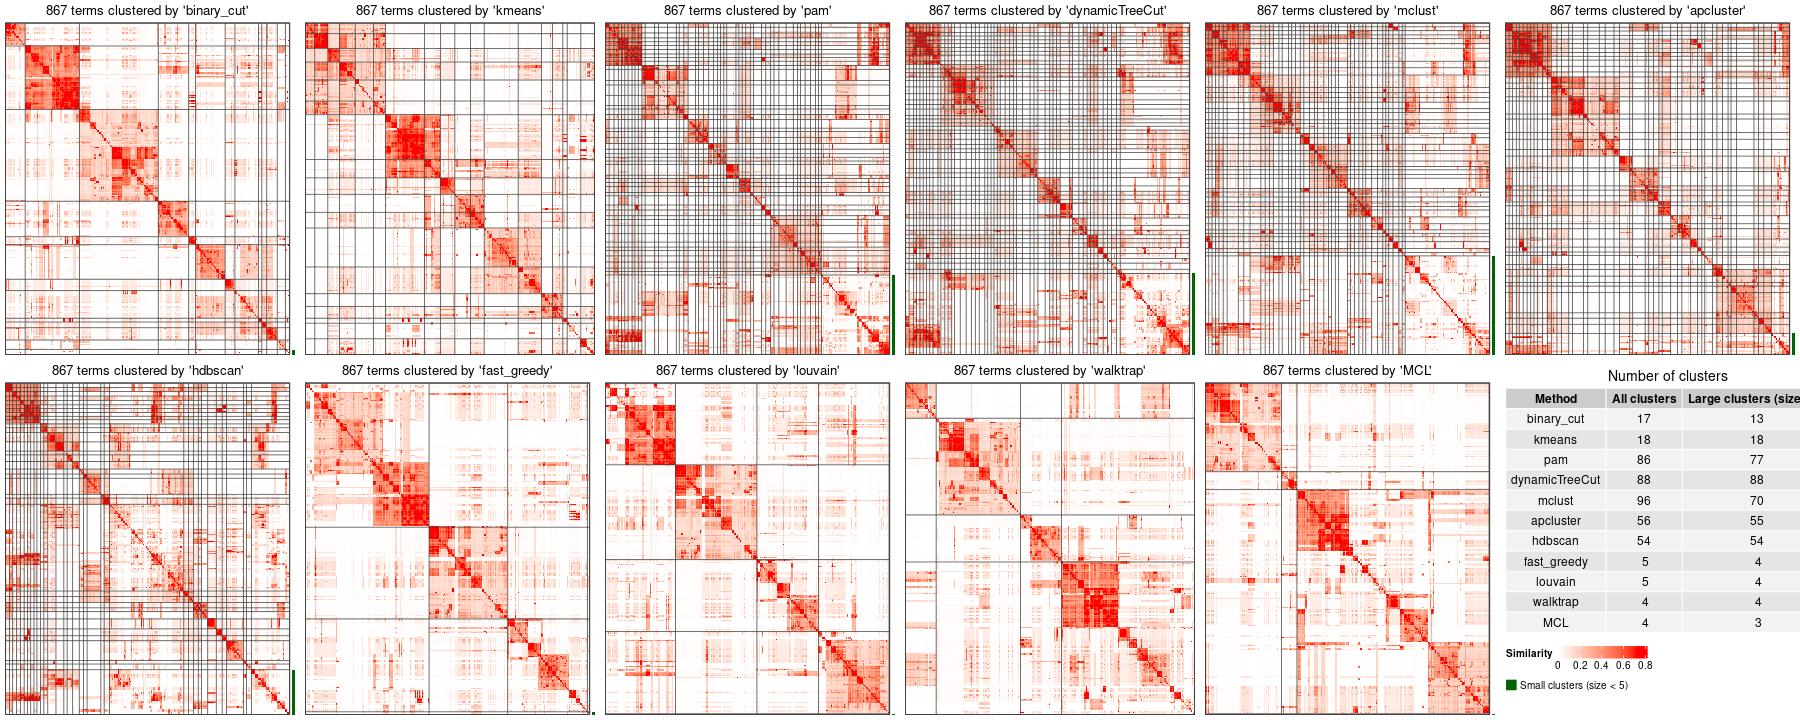 867 terms clustered by 'binary_cut'
867 terms clustered by 'kmeans'
867 terms clustered by 'pam'
867 terms clustered by 'dynamicTreeCut'
867 terms clustered by 'mclust'
867 terms clustered by 'apcluster'
867 terms clustered by 'hdbscan'
867 terms clustered by 'fast_greedy'
867 terms clustered by 'louvain'
867 terms clustered by 'walktrap'
867 terms clustered by 'MCL'
Number of clusters
Method All clusters Large clusters (size
binary_cut 17 13
kmeans 18 18
pam 86 77
dynamicTreeCut 88 88
mclust 96 70
apcluster 56 55
hdbscan 54 54
fast_greedy 5 4
louvain 5 4
walktrap 4 4
MCL 4 3
Similarity
0 0.2 0.4 0.6 0.8
Small clusters (size < 5)